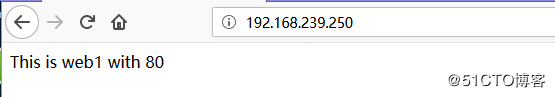 192.168.239.250
This is web1 with 80
@51CTO博客